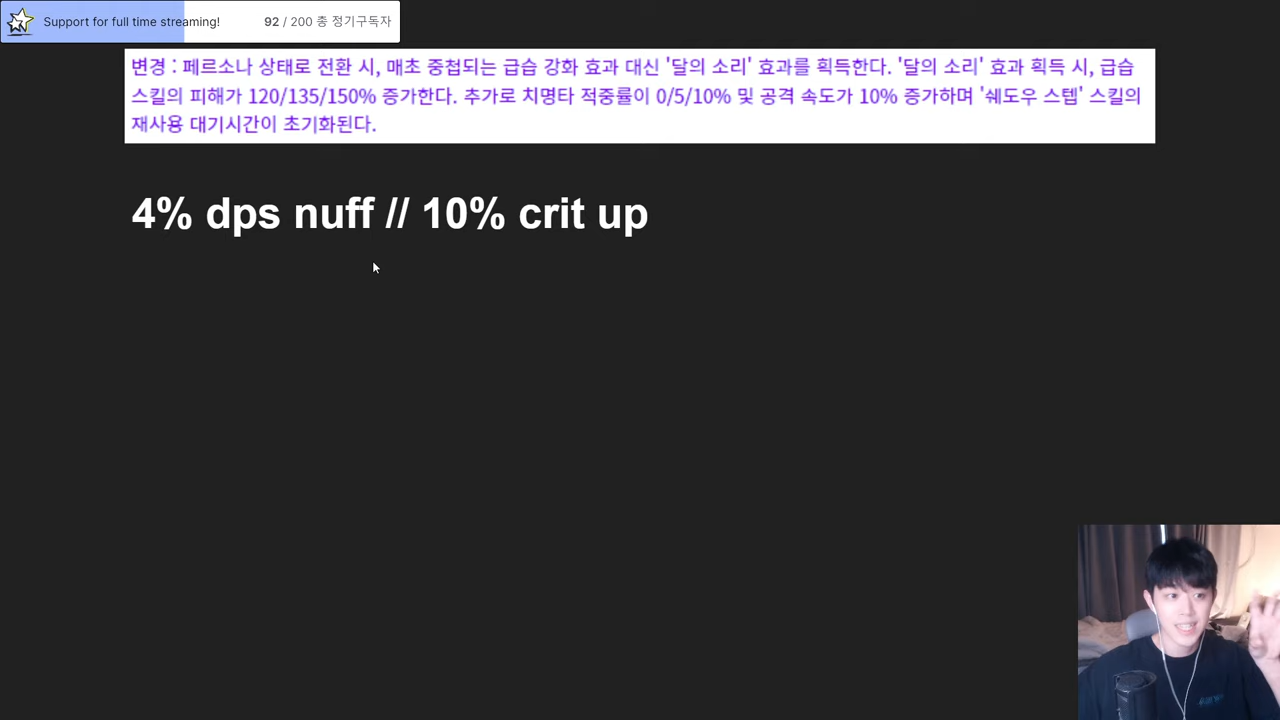 Support for full time streaming! 92 / 200 총 정기구독자
변경 : 페르소나 상태로 전환 시, 매초 중첩되는 급습 강화 효과 대신 '달의 소리' 효과를 획득한다. '달의 소리' 효과 획득 시, 급습
스킬의 피해가 120/135/150% 증가한다. 추가로 치명타 적중률이 0/5/10% 및 공격 속도가 10% 증가하며 '쉐도우 스텝' 스킬의
재사용 대기시간이 초기화된다.
4% dps nuff // 10% crit up